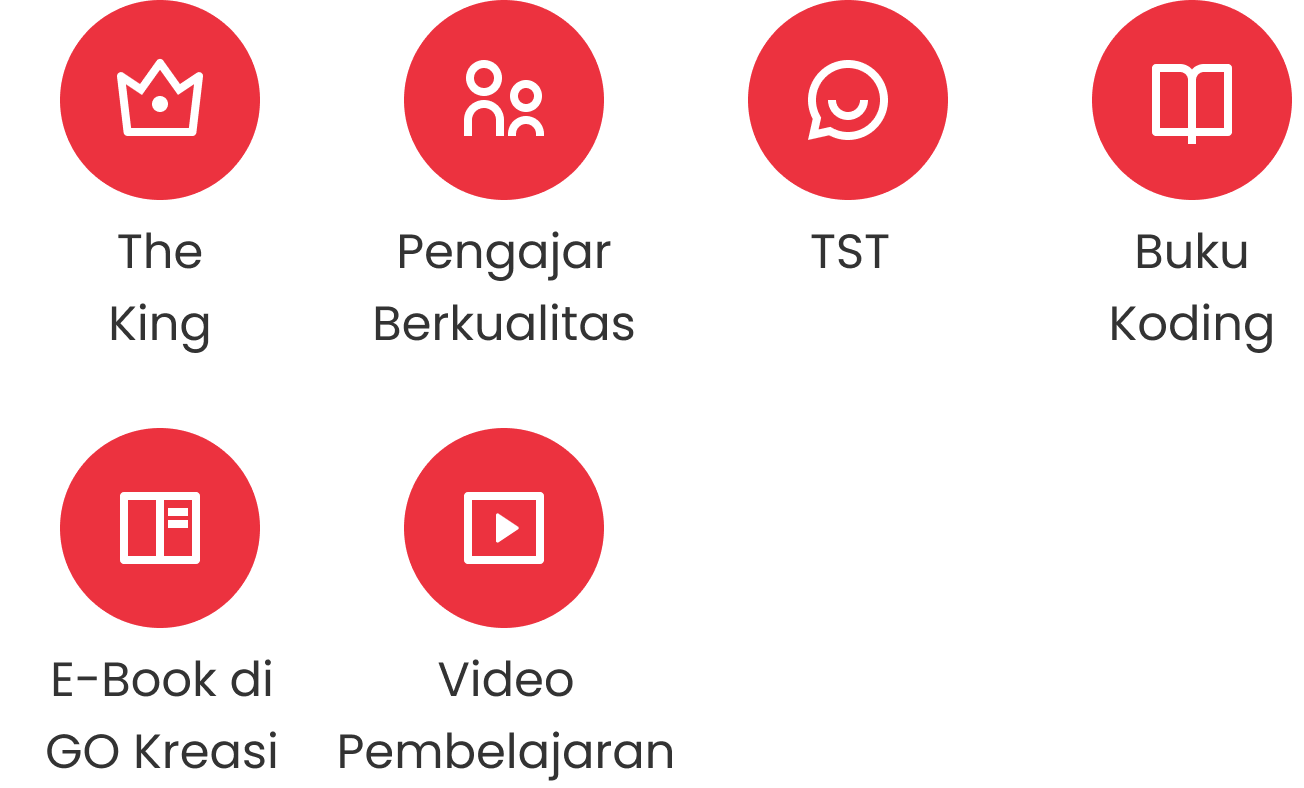 The
King
Pengajar
Berkualitas
TST
Buku
Koding
E-Book di
GO Kreasi
Video
Pembelajaran